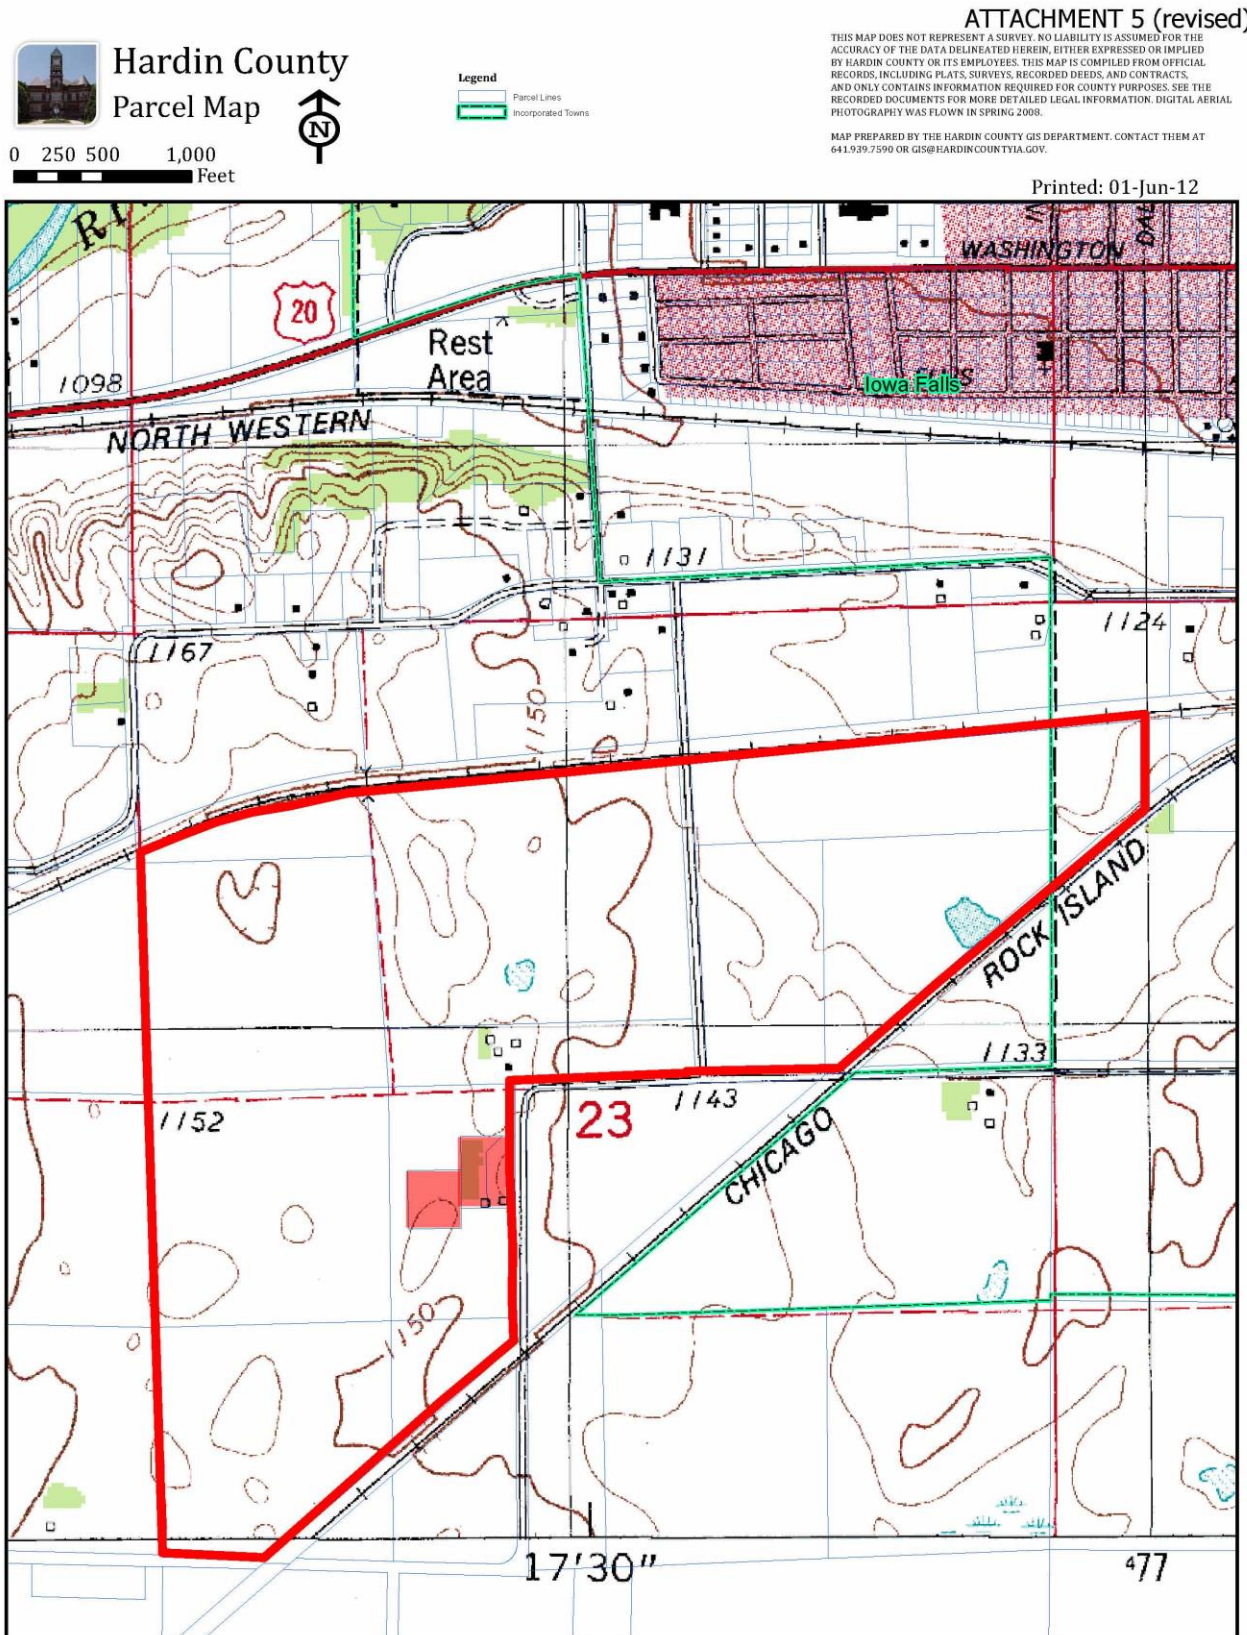 ATTACHMENT 5 (revised)
Hardin County
Parcel Map
N
0 250 500 1,000
Feet
Legend
Parcel Lines
Incorporated Towns
THIS MAP DOES NOT REPRESENT A SURVEY. NO LIABILITY IS ASSUMED FOR THE
ACCURACY OF THE DATA DELINEATED HEREIN, EITHER EXPRESSED OR IMPLIED
BY HARDIN COUNTY OR ITS EMPLOYEES. THIS MAP IS COMPILED FROM OFFICIAL
RECORDS, INCLUDING PLATS, SURVEYS, RECORDED DEEDS, AND CONTRACTS,
AND ONLY CONTAINS INFORMATION REQUIRED FOR COUNTY PURPOSES. SEE THE
RECORDED DOCUMENTS FOR MORE DETAILED LEGAL INFORMATION. DIGITAL AERIAL
PHOTOGRAPHY WAS FLOWN IN SPRING 2008.
MAP PREPARED BY THE HARDIN COUNTY GIS DEPARTMENT. CONTACT THEM AT
641.939.7590 OR GIS@HARDINCOUNTYIA.GOV.
Printed: 01-Jun-12
WASHINGTON
20
Rest
Area
1098
Iowa Falls
NORTH WESTERN
1131
1124
1167
1150
ROCK ISLAND
1133
1143
1152
23
CHICAGO
1150
17'30"
477